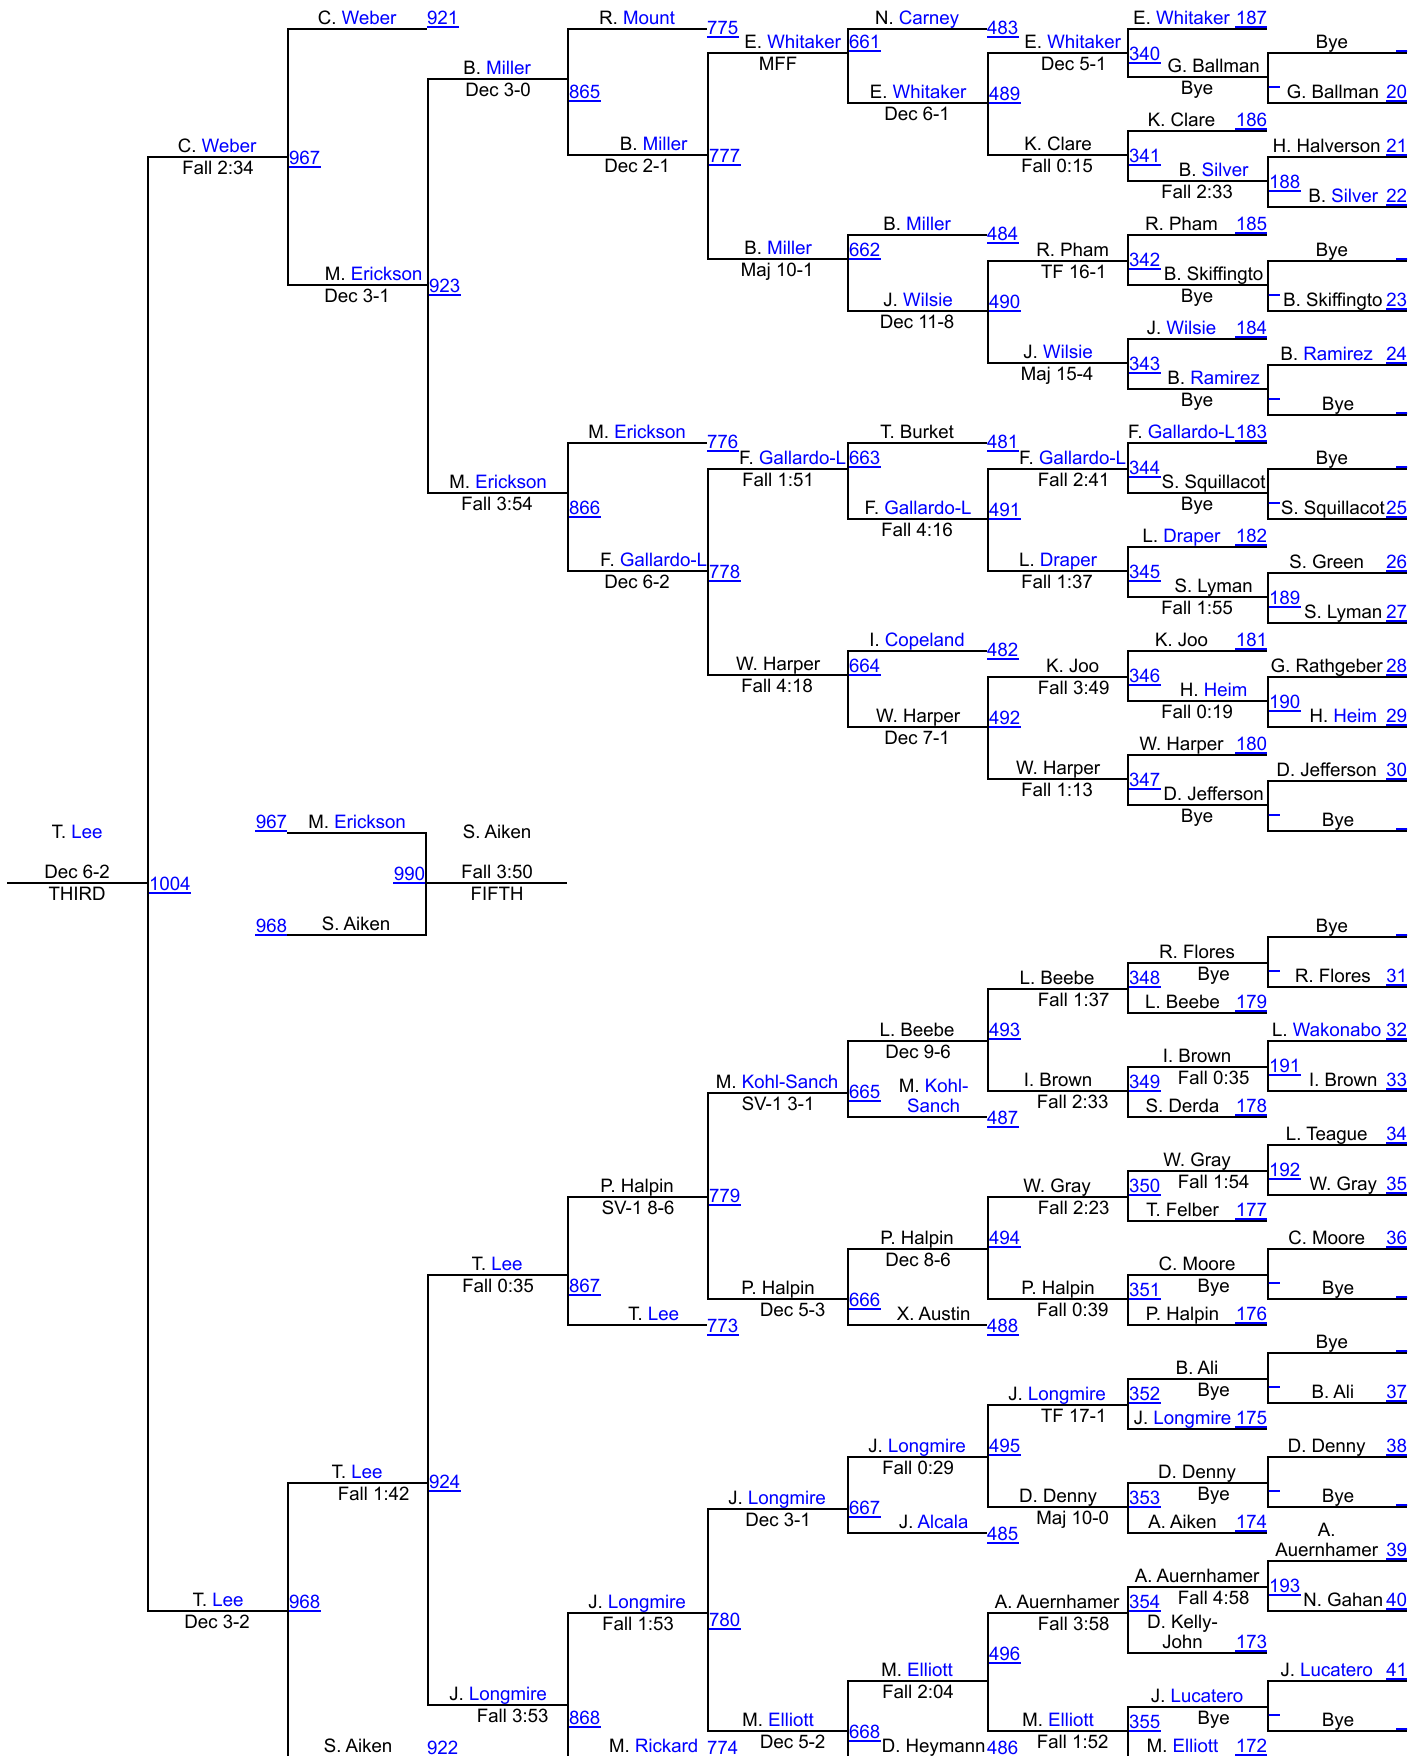 C. Weber 921
R. Mount 775
N. Carney 483
E. Whitaker 187
Bye
E. Whitaker 661
MFF
E. Whitaker 340
Dec 5-1
G. Ballman
Bye
G. Ballman 20
B. Miller 865
Dec 3-0
E. Whitaker 489
Dec 6-1
K. Clare 186
H. Halverson 21
C. Weber 967
Fall 2:34
B. Miller 777
Dec 2-1
K. Clare 341
Fall 0:15
B. Silver 188
Fall 2:33
B. Silver 22
B. Miller 484
R. Pham 185
Bye
B. Miller 662
Maj 10-1
R. Pham 342
TF 16-1
B. Skiffingto
Bye
B. Skiffingto 23
M. Erickson 923
Dec 3-1
J. Wilsie 490
Dec 11-8
J. Wilsie 184
B. Ramirez 24
J. Wilsie 343
Maj 15-4
B. Ramirez
Bye
Bye
M. Erickson 776
T. Burket 481
F. Gallardo-L 183
Bye
F. Gallardo-L 663
Fall 1:51
F. Gallardo-L 344
Fall 2:41
S. Squillacot
Bye
S. Squillacot 25
M. Erickson 866
Fall 3:54
F. Gallardo-L 491
Fall 4:16
L. Draper 182
S. Green 26
F. Gallardo-L 778
Dec 6-2
L. Draper 345
Fall 1:37
S. Lyman 189
Fall 1:55
S. Lyman 27
I. Copeland 482
K. Joo 181
G. Rathgeber 28
W. Harper 664
Fall 4:18
K. Joo 346
Fall 3:49
H. Heim 190
Fall 0:19
H. Heim 29
W. Harper 492
Dec 7-1
W. Harper 180
D. Jefferson 30
W. Harper 347
Fall 1:13
D. Jefferson
Bye
Bye
T. Lee
Dec 6-2
THIRD
1004
967 M. Erickson
990
968 S. Aiken
S. Aiken
Fall 3:50
FIFTH
Bye
R. Flores
Bye
R. Flores 31
L. Beebe 348
Fall 1:37
L. Beebe 179
L. Wakonabo 32
L. Beebe 493
Dec 9-6
I. Brown 191
Fall 0:35
I. Brown 33
M. Kohl-Sanch 665
SV-1 3-1
M. Kohl-
Sanch 487
I. Brown 349
Fall 2:33
S. Derda 178
L. Teague 34
P. Halpin 779
SV-1 8-6
W. Gray 350
Fall 2:23
W. Gray 192
Fall 1:54
W. Gray 35
T. Felber 177
P. Halpin 494
Dec 8-6
C. Moore 36
T. Lee 867
Fall 0:35
P. Halpin 666
Dec 5-3
P. Halpin 351
Fall 0:39
C. Moore
Bye
Bye
T. Lee 773
X. Austin 488
P. Halpin 176
Bye
B. Ali
Bye
B. Ali 37
J. Longmire 352
TF 17-1
J. Longmire 175
J. Longmire 495
Fall 0:29
D. Denny 38
T. Lee 924
Fall 1:42
J. Longmire 667
Dec 3-1
D. Denny 353
Maj 10-0
D. Denny
Bye
Bye
J. Alcala 485
A. Aiken 174
A.
Auernhamer 39
T. Lee 968
Dec 3-2
J. Longmire 780
Fall 1:53
A. Auernhamer 354
Fall 3:58
A. Auernhamer 193
Fall 4:58
N. Gahan 40
D. Kelly-
John 173
M. Elliott 496
Fall 2:04
J. Lucatero 41
J. Longmire 868
Fall 3:53
M. Elliott 668
Dec 5-2
M. Elliott 355
Fall 1:52
J. Lucatero
Bye
Bye
S. Aiken 922
M. Rickard 774
D. Heymann 486
M. Elliott 172